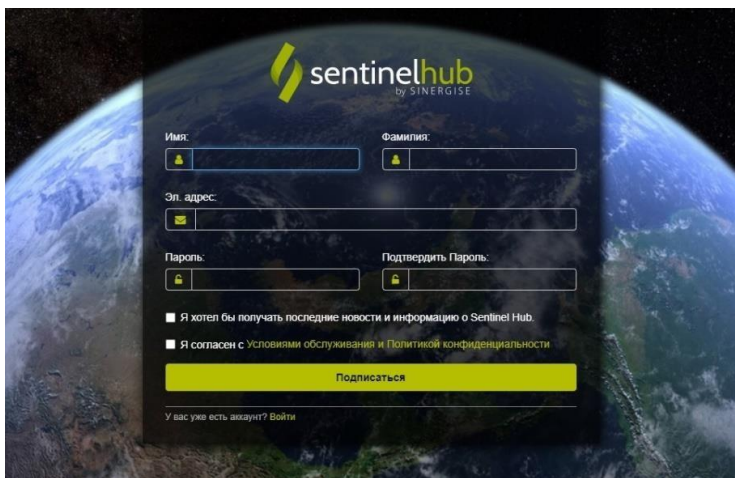 sentinelhub
by SINERGISE
Имя: Фамилия:
Эл. адрес:
Пароль: Подтвердить Пароль:
Я хотел бы получать последние новости и информацию о Sentinel Hub.
Я согласен с Условиями обслуживания и Политикой конфиденциальности
Подписаться
У вас уже есть аккаунт? Войти